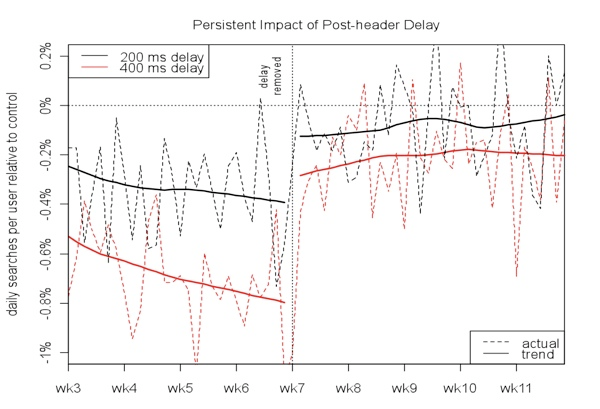 Persistent Impact of Post-header Delay
200 ms delay
400 ms delay
delay
removed
daily searches per user relative to control
0.2%
0%
-0.2%
-0.4%
-0.6%
-0.8%
-1%
actual
trend
wk3 wk4 wk5 wk6 wk7 wk8 wk9 wk10 wk11